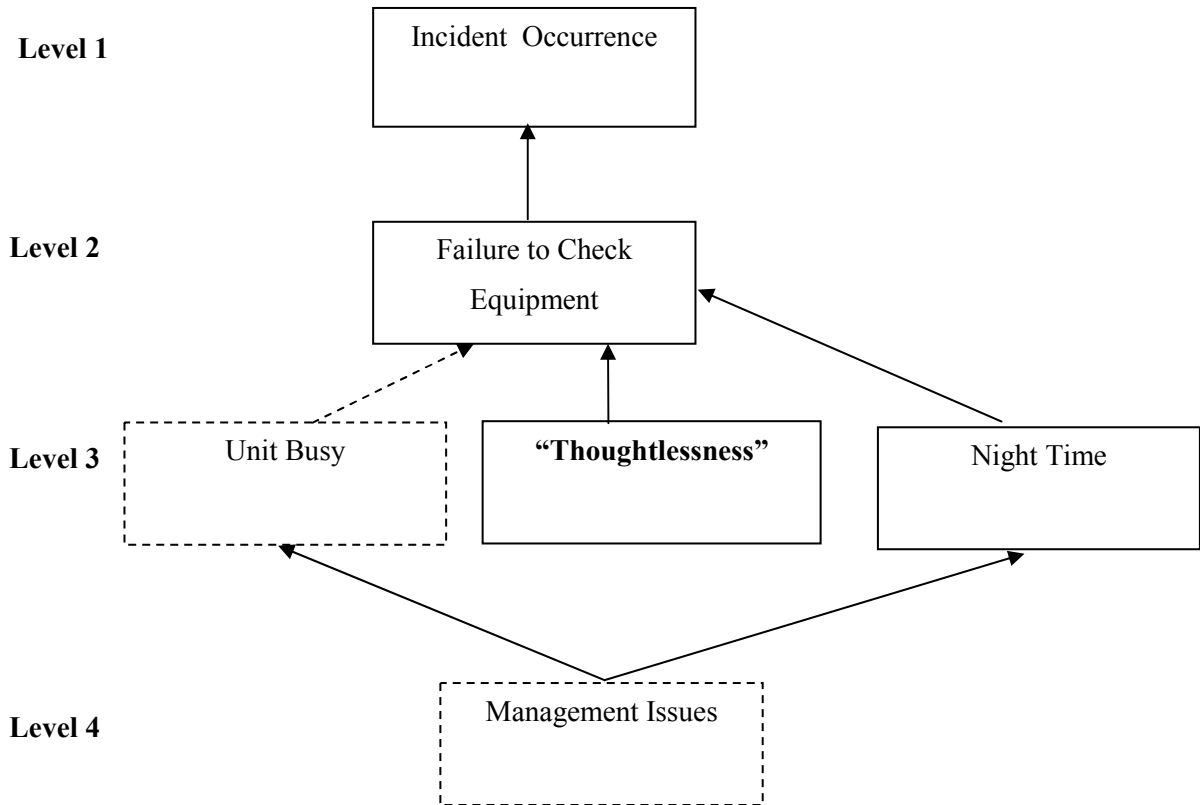 Level 1
Incident Occurrence
Level 2
Failure to Check
Equipment
Level 3
Unit Busy
“Thoughtlessness”
Night Time
Level 4
Management Issues